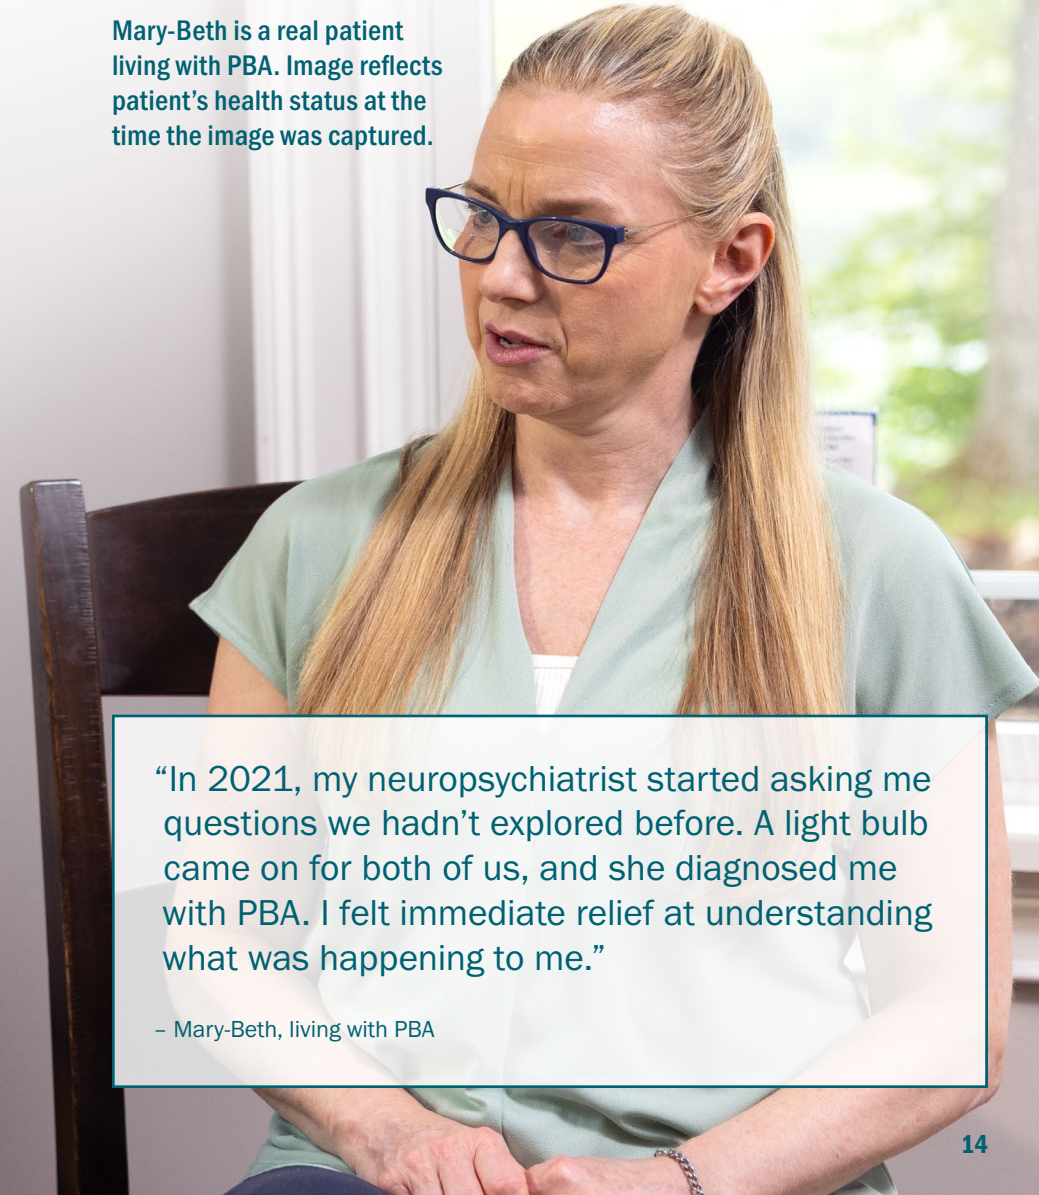 Mary-Beth is a real patient
living with PBA. Image reflects
patient’s health status at the
time the image was captured.
“In 2021, my neuropsychiatrist started asking me
questions we hadn’t explored before. A light bulb
came on for both of us, and she diagnosed me
with PBA. I felt immediate relief at understanding
what was happening to me.”
– Mary-Beth, living with PBA
14